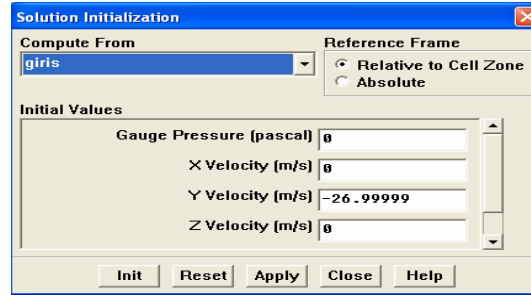 Solution Initialization
Compute From
giris
Reference Frame
Relative to Cell Zone
Absolute
Initial Values
Gauge Pressure (pascal) 0
X Velocity (m/s) 0
Y Velocity (m/s) -26.99999
Z Velocity (m/s) 0
Init Reset Apply Close Help